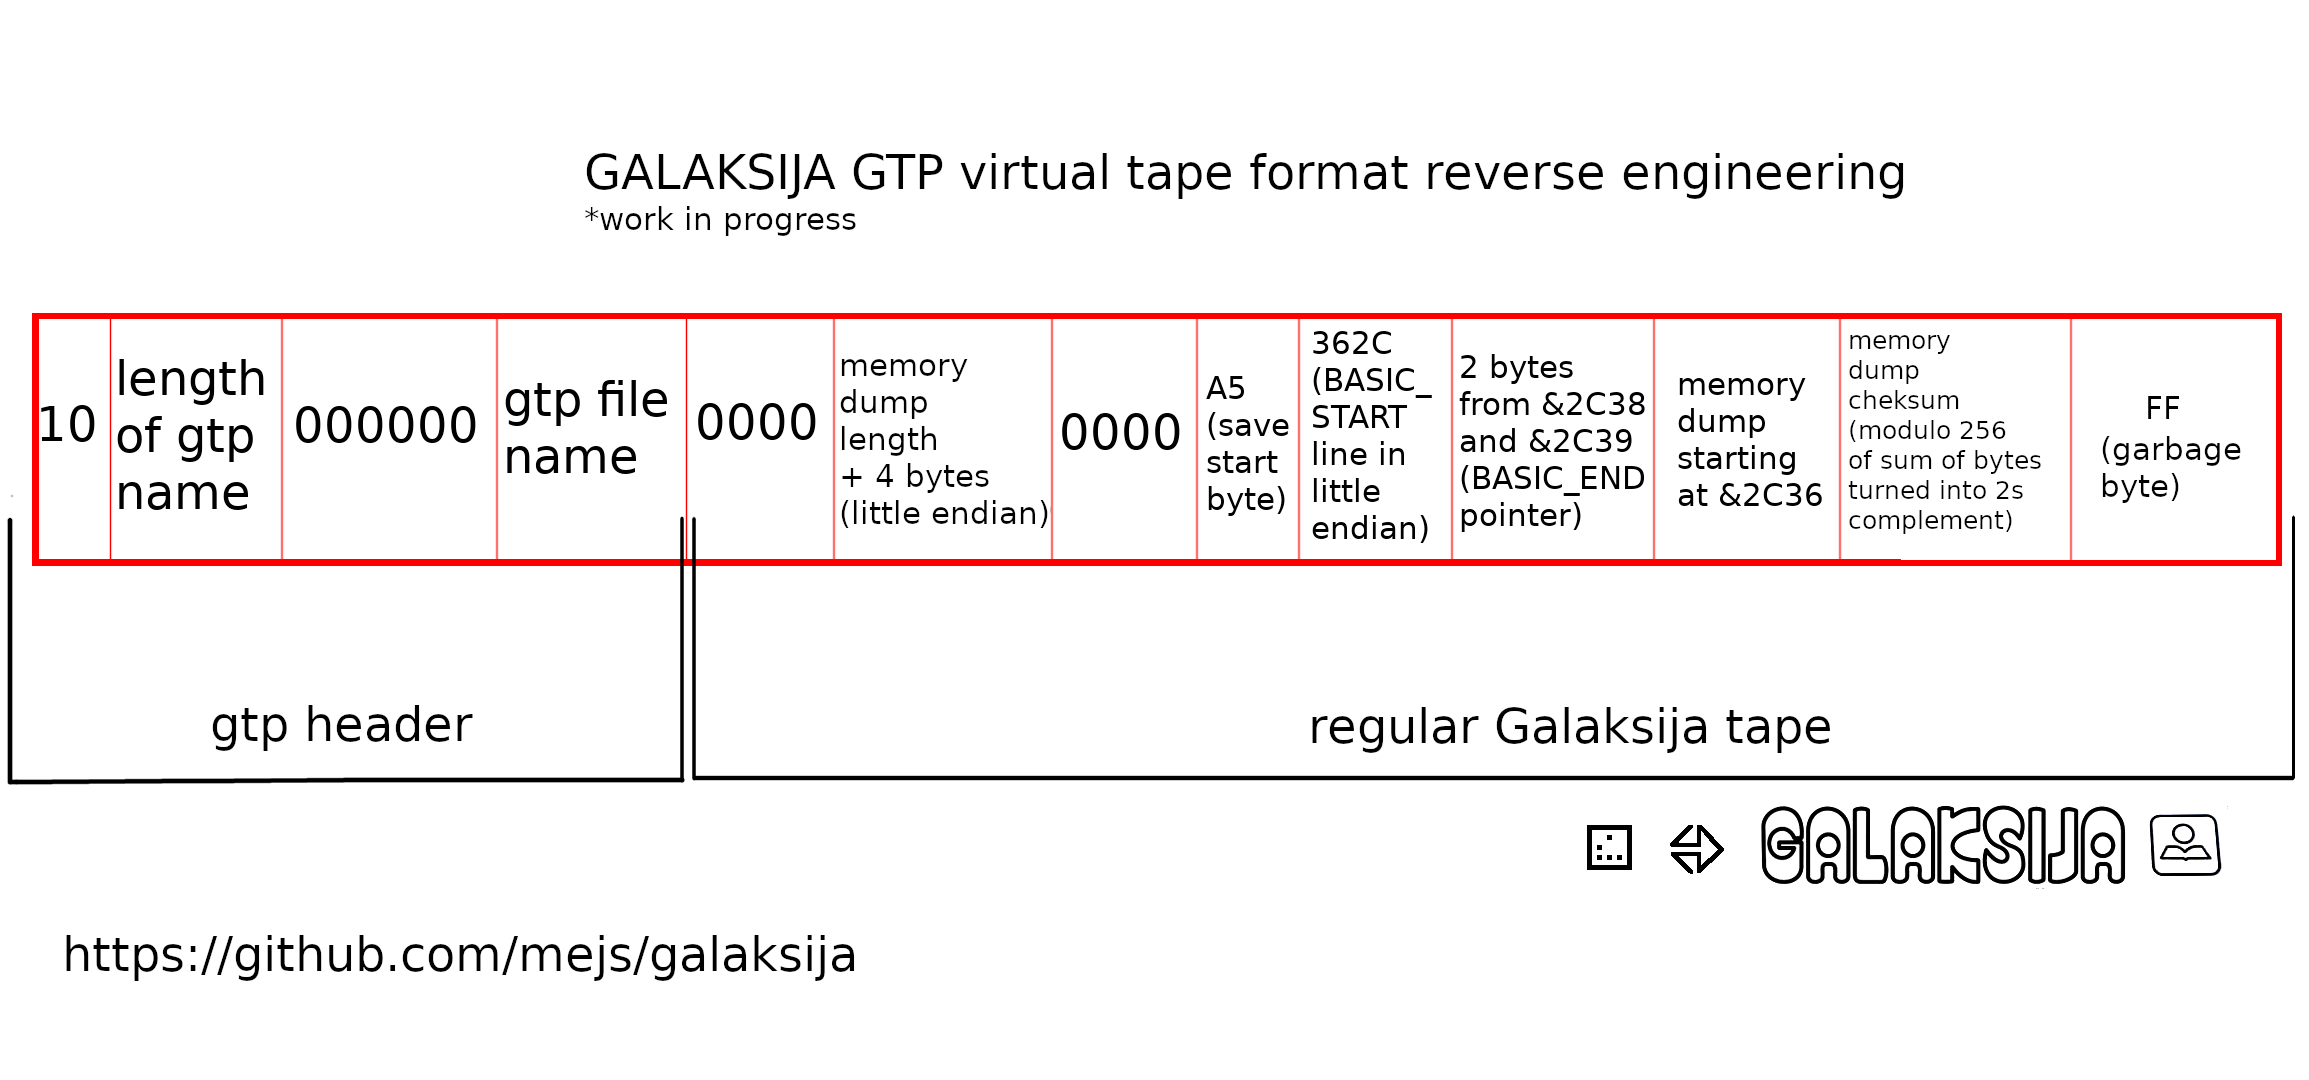 GALAKSIJA GTP virtual tape format reverse engineering
*work in progress
10
length
of gtp
name
000000
gtp file
name
0000
memory
dump
length
+ 4 bytes
(little endian)
0000
A5
(save
start
byte)
362C
(BASIC_
START
line in
little
endian)
2 bytes
from &2C38
and &2C39
(BASIC_END
pointer)
memory
dump
starting
at &2C36
memory
dump
cheksum
(modulo 256
of sum of bytes
turned into 2s
complement)
FF
(garbage
byte)
gtp header
regular Galaksija tape
GALAKSIJA
https://github.com/mejs/galaksija